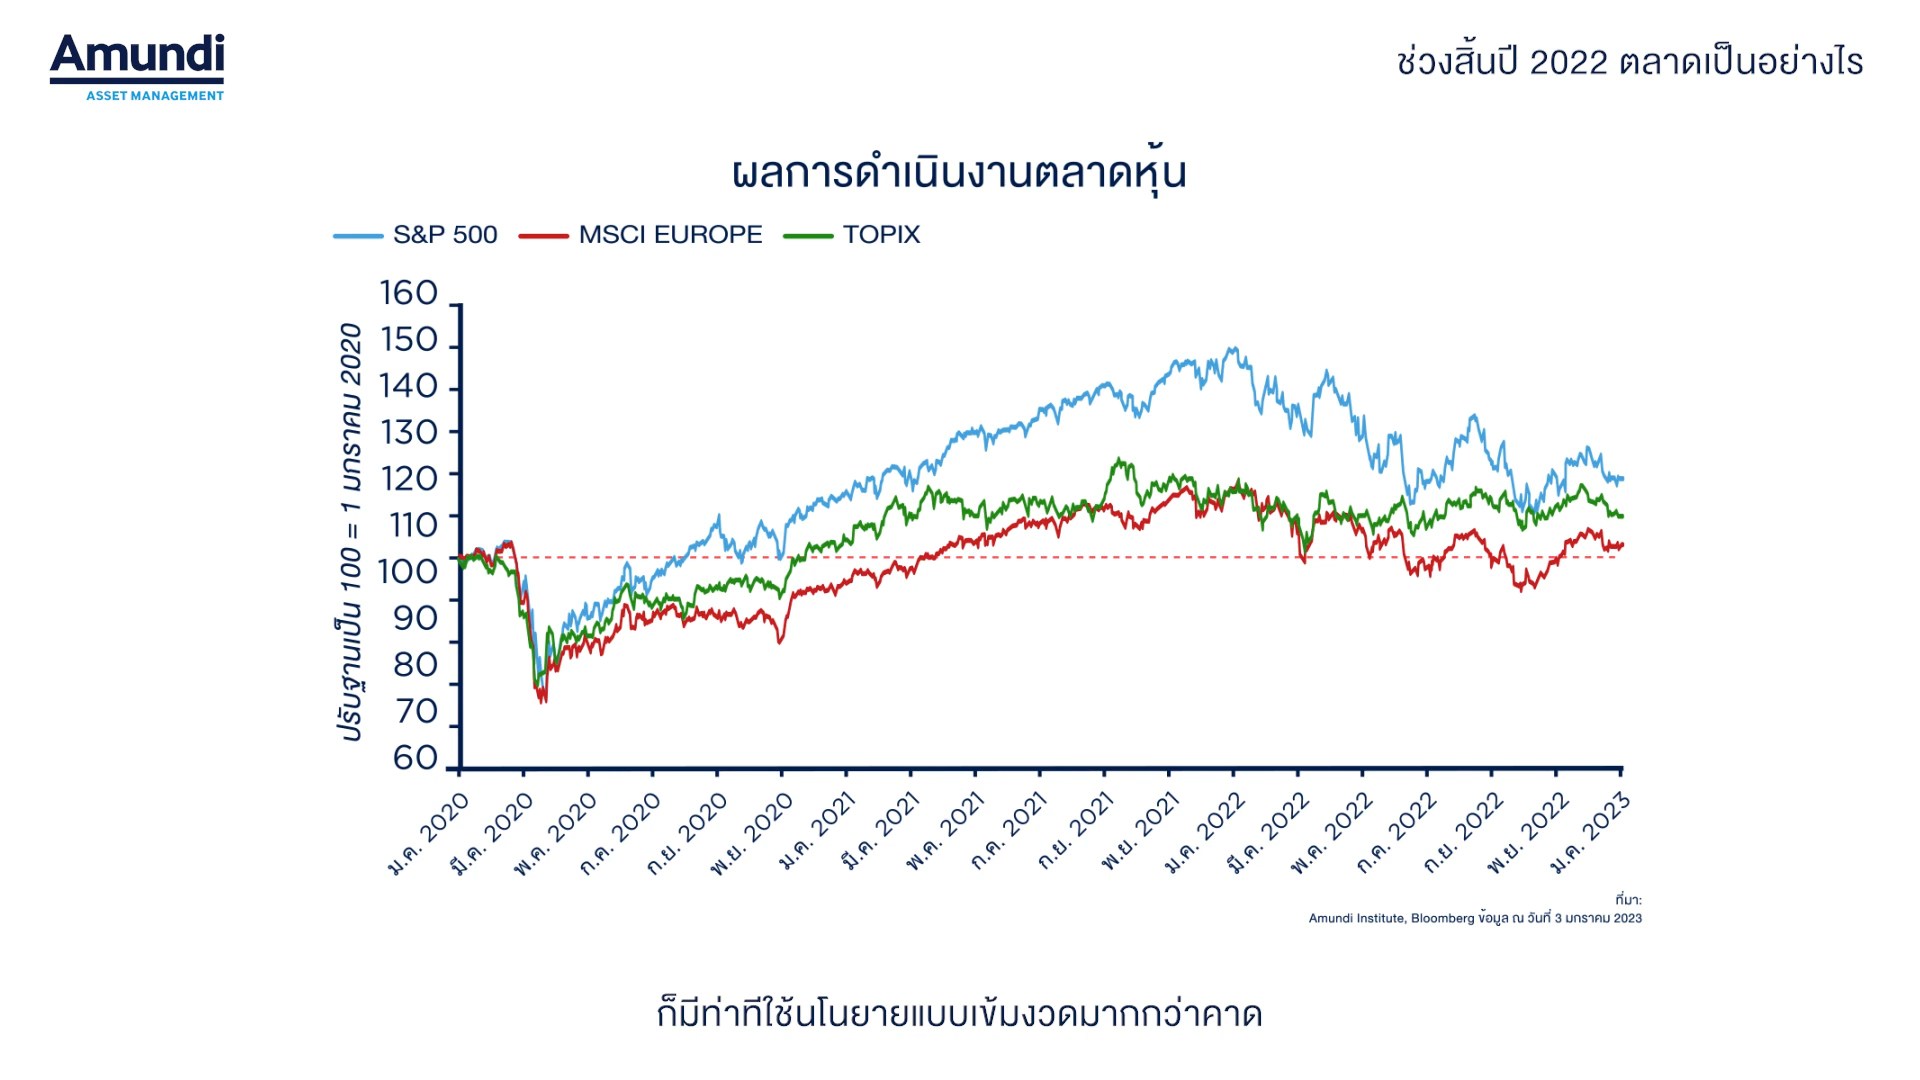 Amundi
ASSET MANAGEMENT
ช่วงสิ้นปี 2022 ตลาดเป็นอย่างไร
ผลการดำเนินงานตลาดหุ้น
S&P 500 MSCI EUROPE TOPIX
ปรับฐานเป็น 100 = 1 มกราคม 2020
160
150
140
130
120
110
100
90
80
70
60
ม.ค. 2020 มี.ค. 2020 พ.ค. 2020 ก.ค. 2020 ก.ย. 2020 พ.ย. 2020 ม.ค. 2021 มี.ค. 2021 พ.ค. 2021 ก.ค. 2021 ก.ย. 2021 พ.ย. 2021 ม.ค. 2022 มี.ค. 2022 พ.ค. 2022 ก.ค. 2022 ก.ย. 2022 พ.ย. 2022 ม.ค. 2023
ที่มา:
Amundi Institute, Bloomberg ข้อมูล ณ วันที่ 3 มกราคม 2023
ก็มีท่าทีใช้นโนยายแบบเข้มงวดมากกว่าคาด